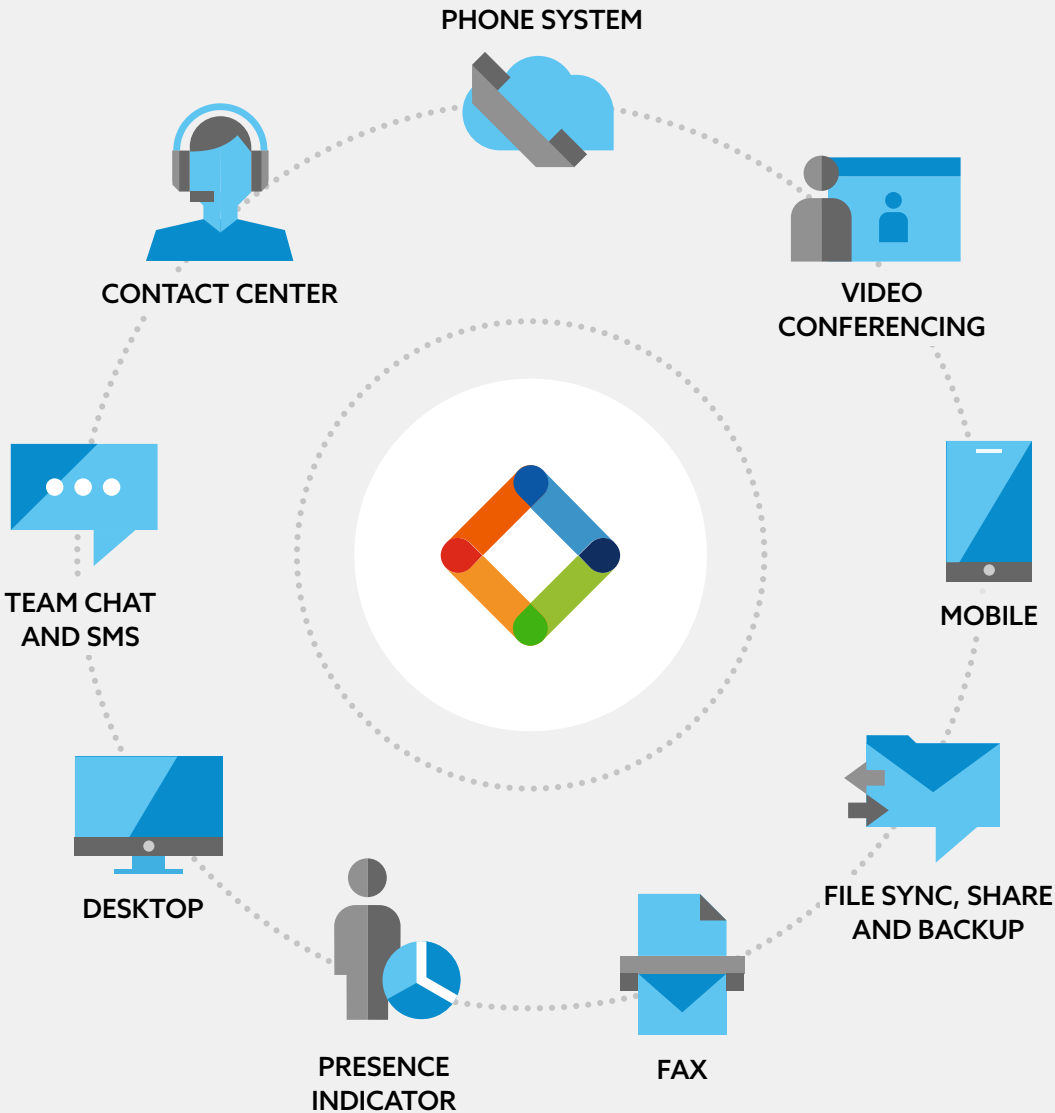 PHONE SYSTEM
CONTACT CENTER
VIDEO
CONFERENCING
TEAM CHAT
AND SMS
MOBILE
DESKTOP
FILE SYNC, SHARE
AND BACKUP
PRESENCE
INDICATOR
FAX